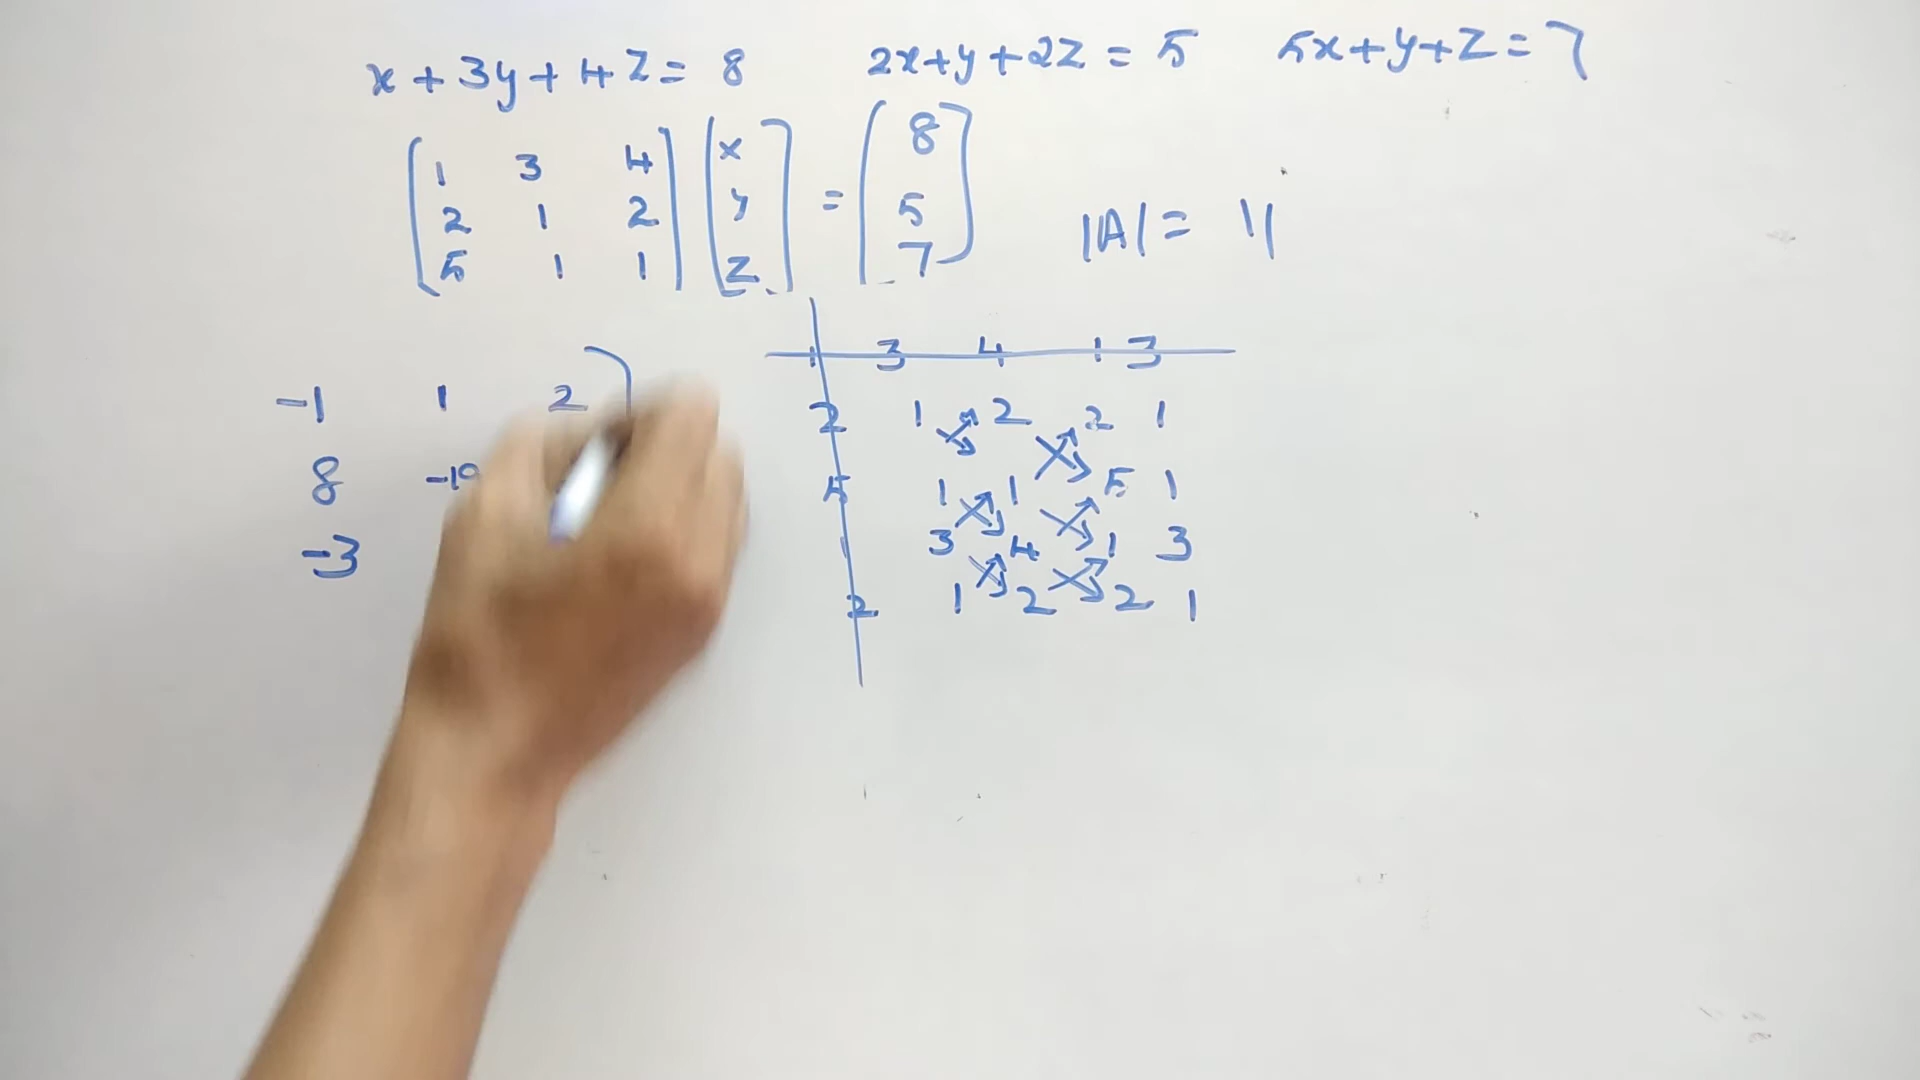 x + 3y + 4z = 8 2x + y + 2z = 5 5x + y + z = 7
1 3 4 x 8
2 1 2 y = 5 |A| = 11
5 1 1 z 7
1 3 4 1 3
-1 1 2 2 1 2 2 1
8 -19 5 1 1 5 1
-3 1 3 4 1 3
2 1 2 2 1